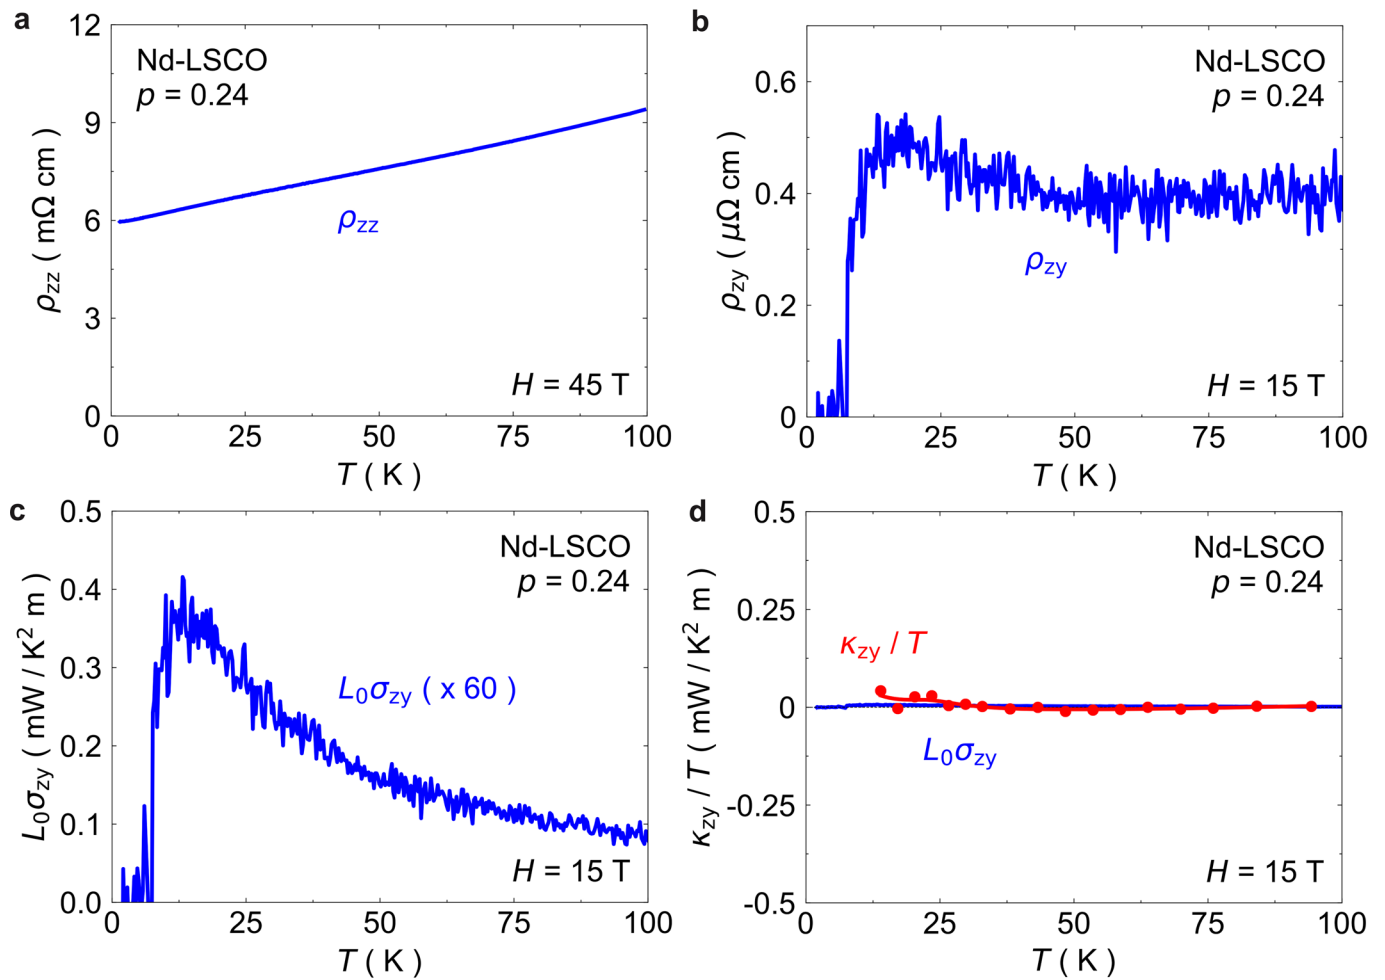 a
12
9
6
3
0
ρzz ( mΩ cm )
Nd-LSCO
p = 0.24
ρzz
H = 45 T
0 25 50 75 100
T ( K )
b
0.6
0.4
0.2
0
ρzy ( μΩ cm )
Nd-LSCO
p = 0.24
ρzy
H = 15 T
0 25 50 75 100
T ( K )
c
0.5
0.4
0.3
0.2
0.1
0.0
L0σzy ( mW / K2 m )
Nd-LSCO
p = 0.24
L0σzy ( x 60 )
H = 15 T
0 25 50 75 100
T ( K )
d
0.5
0.25
0
-0.25
-0.5
κzy / T ( mW / K2 m )
Nd-LSCO
p = 0.24
κzy / T
L0σzy
H = 15 T
0 25 50 75 100
T ( K )